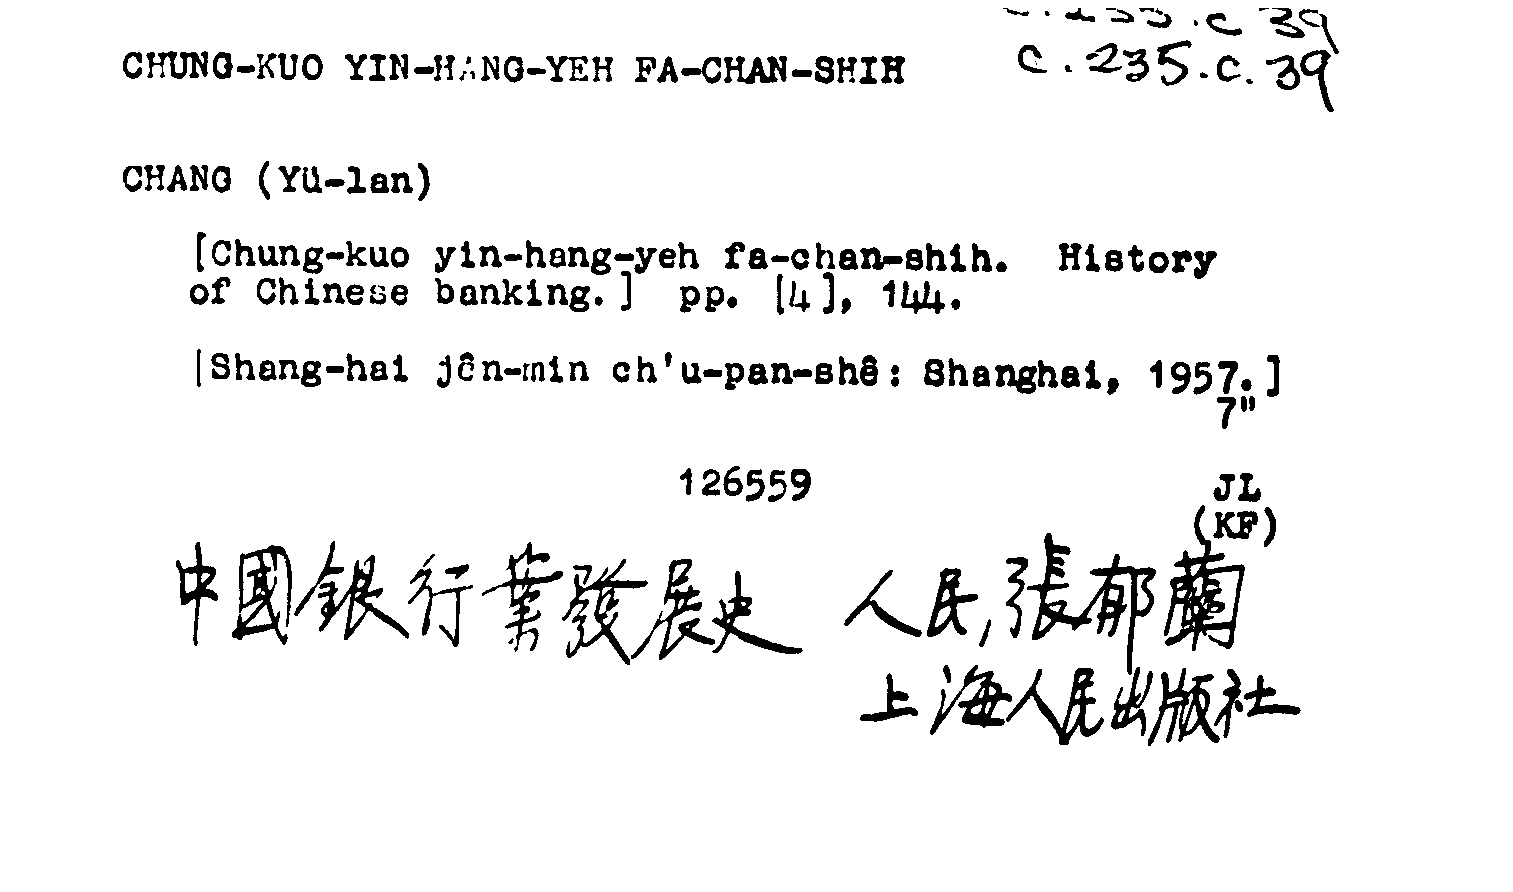 c.235.c.39
CHUNG-KUO YIN-HANG-YEH FA-CHAN-SHIH
CHANG (Yü-lan)
[Chung-kuo yin-hang-yeh fa-chan-shih. History
of Chinese banking.] pp. [4], 144.
[Shang-hai jên-min ch'u-pan-shê: Shanghai, 1957.]
7"
126559
JL
(KF)
中國銀行業發展史 人民,張郁蘭
上海人民出版社